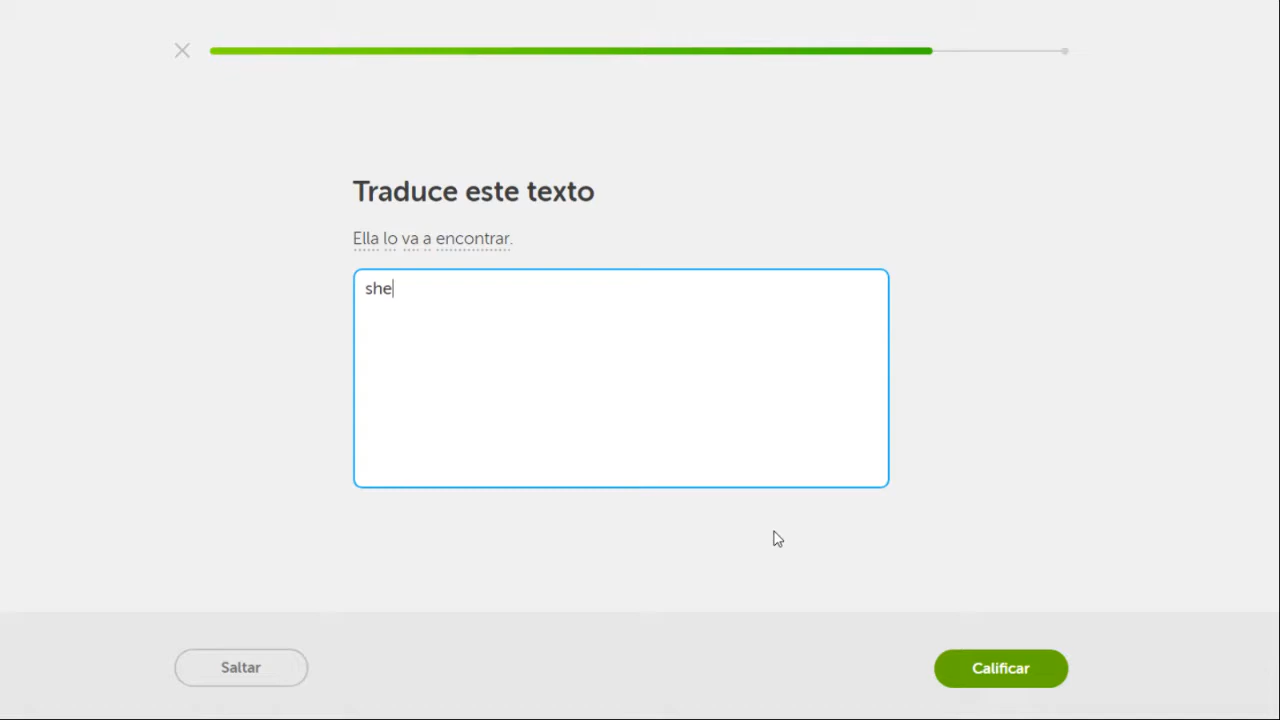 Traduce este texto
Ella lo va a encontrar.
she
Saltar
Calificar